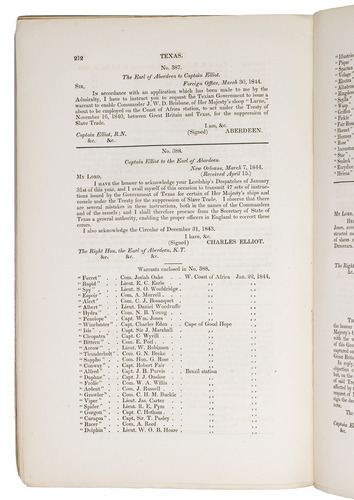 212 TEXAS.
No. 387.
The Earl of Aberdeen to Captain Elliot.
Foreign Office, March 30, 1844.
SIR,
IN accordance with an application which has been made to me by the
Admiralty, I have to instruct you to request the Texian Government to issue a
warrant to enable Commander J. W. D. Brisbane, of Her Majesty's sloop "Larne,"
about to be employed on the Coast of Africa station, to act under the Treaty of
November 16, 1840, between Great Britain and Texas, for the suppression of
Slave Trade.
I am, &c.
(Signed) ABERDEEN.
Captain Elliot, R.N.
&c. &c.
No. 388.
Captain Elliot to the Earl of Aberdeen.
New Orleans, March 7, 1844.
(Received April 15.)
MY LORD,
I HAVE the honour to acknowledge your Lordship's Despatches of January
31st of this year, and I avail myself of this occasion to transmit 47 sets of instruc-
tions issued by the Government of Texas for certain of Her Majesty's ships and
vessels under the Treaty for the suppression of Slave Trade. I observe that there
are several mistakes in these instructions, both in the names of the Commanders
and of the vessels; and I shall therefore procure from the Secretary of State of
Texas a general authority, enabling the proper officers in England to correct these
errors.
I also acknowledge the Circular of December 31, 1843.
I have, &c.
(Signed) CHARLES ELLIOT.
The Right Hon. the Earl of Aberdeen, K.T.
&c. &c. &c.
Warrants enclosed in No. 388.
"Ferret" . . Com. Josiah Oake W. Coast of Africa Jan. 22, 1844.
"Rapid" . . Lieut. E. C. Earle
"Spy" . . Lieut. S. O. Wooldridge
"Espoir" . . Com. A. Morrell
"Alert" . . Com. C. J. Bosanquet
"Albert" . . Lieut. Daniel Woodruffe
"Hydra" . . Com. N. B. Young
"Penelope" . . Capt. Wm. Jones
"Winchester" . . Capt. Charles Eden Cape of Good Hope
"Isis" . . Capt. Sir J. Marshall
"Cleopatra" . . Capt. C. Wyvill
"Bittern" . . Com. E. Peel
"Arrow" . . Lieut. W. Robinson
"Thunderbolt" . . Com. G. N. Broke
"Sappho" . . Com. Hon. G. Rose
"Conway" . . Capt. Robert Fair
"Alfred" . . Capt. J. B. Purvis Brazil station
"Daphne" . . Capt. J. J. Onslow
"Frolic" . . Com. W. A. Willis
"Ardent" . . Com. J. Russell
"Growler" . . Com. C. H. M. Buckle
"Viper" . . Lieut. Jas. Carter
"Spider" . . Lieut. R. E. Pym
"Gorgon" . . Capt. C. Hotham
"Curaçoa" . . Capt. Sir T. Pasley
"Racer" . . Com. A. Reed
"Dolphin" . . Lieut. W. O. B. Hoare